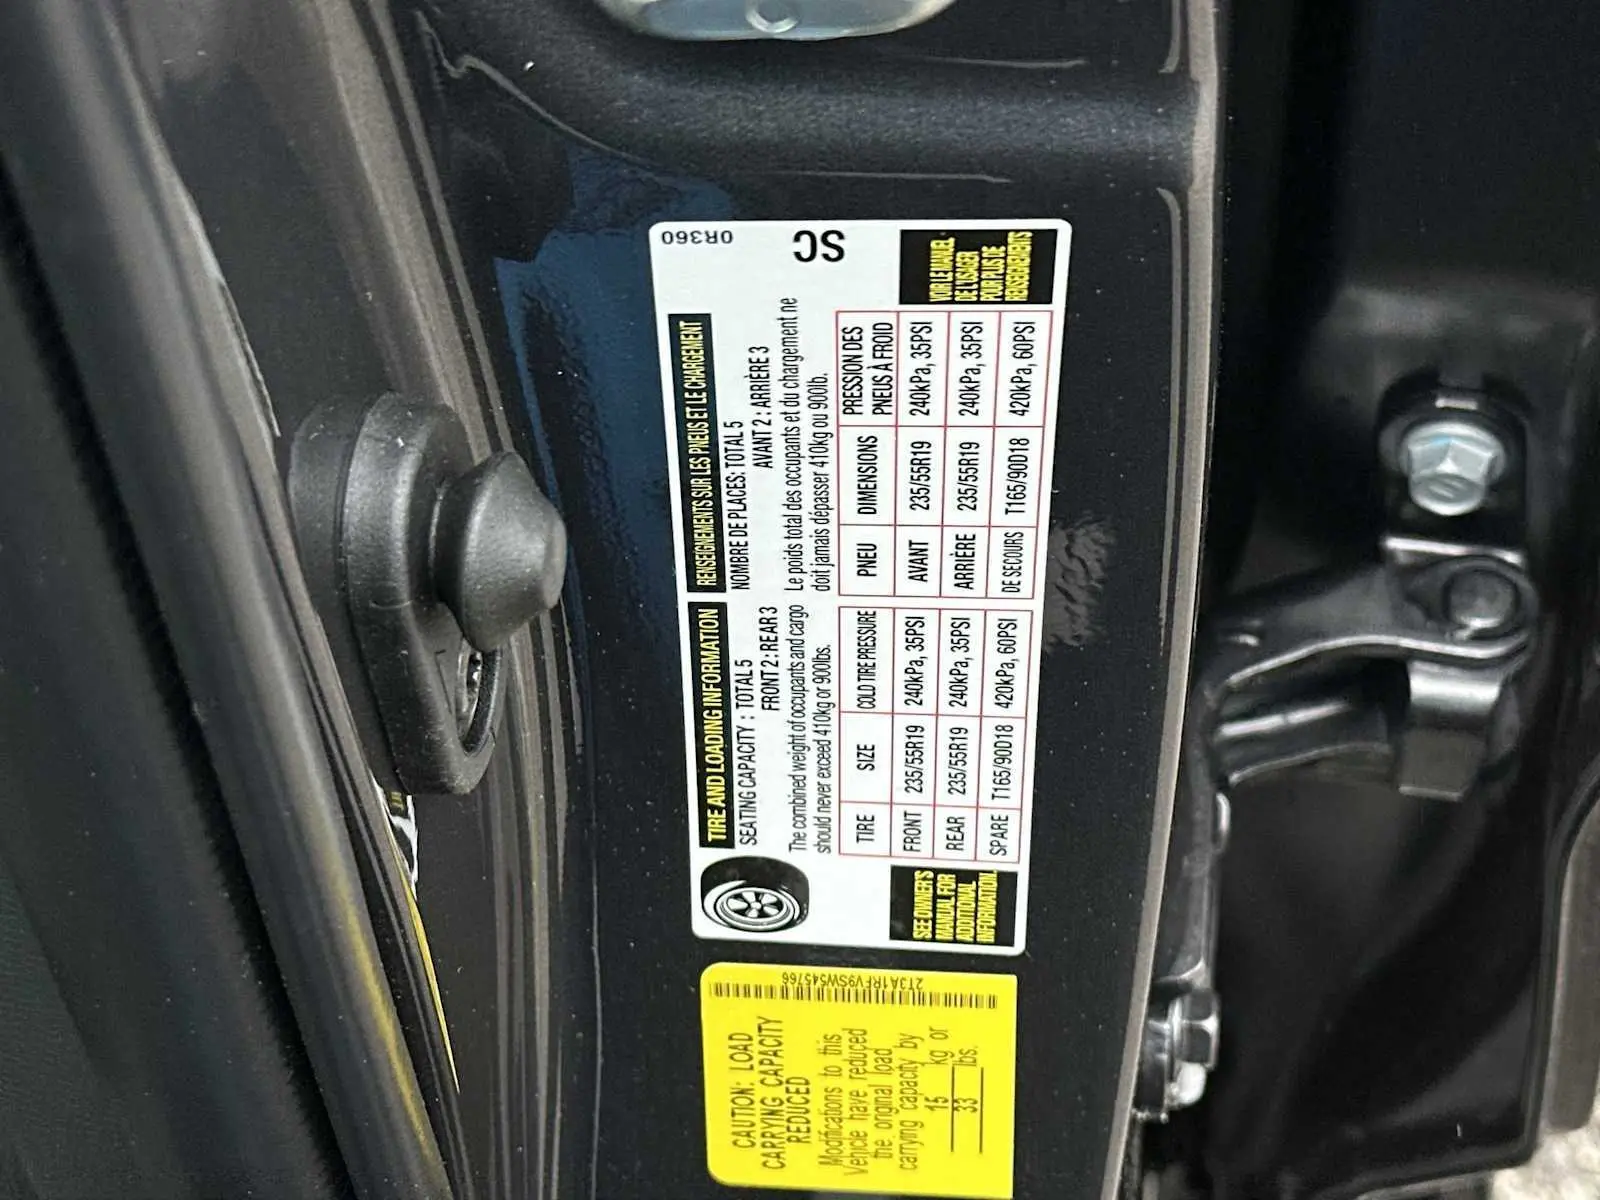 TIRE AND LOADING INFORMATION
SEATING CAPACITY : TOTAL 5
FRONT 2 : REAR 3
The combined weight of occupants and cargo
should never exceed 410kg or 900lbs.
TIRE SIZE COLD TIRE PRESSURE
FRONT 235/55R19 240kPa, 35PSI
REAR 235/55R19 240kPa, 35PSI
SPARE T165/90D18 420kPa, 60PSI
SEE OWNER'S
MANUAL FOR
ADDITIONAL
INFORMATION.
RENSEIGNEMENTS SUR LES PNEUS ET LE CHARGEMENT
NOMBRE DE PLACES: TOTAL 5
AVANT 2 : ARRIÈRE 3
Le poids total des occupants et du chargement ne
doit jamais dépasser 410kg ou 900lb.
PNEU DIMENSIONS PRESSION DES
PNEUS À FROID
AVANT 235/55R19 240kPa, 35PSI
ARRIÈRE 235/55R19 240kPa, 35PSI
DE SECOURS T165/90D18 420kPa, 60PSI
0R360
SC
VOIR LE MANUEL
DE L'USAGER
POUR PLUS DE
RENSEIGNEMENTS
CAUTION: LOAD
CARRYING CAPACITY
REDUCED
Modifications to this
Vehicle have reduced
the original load
carrying capacity by
15 kg or
33 lbs.
2T3A1RFV9SW545766